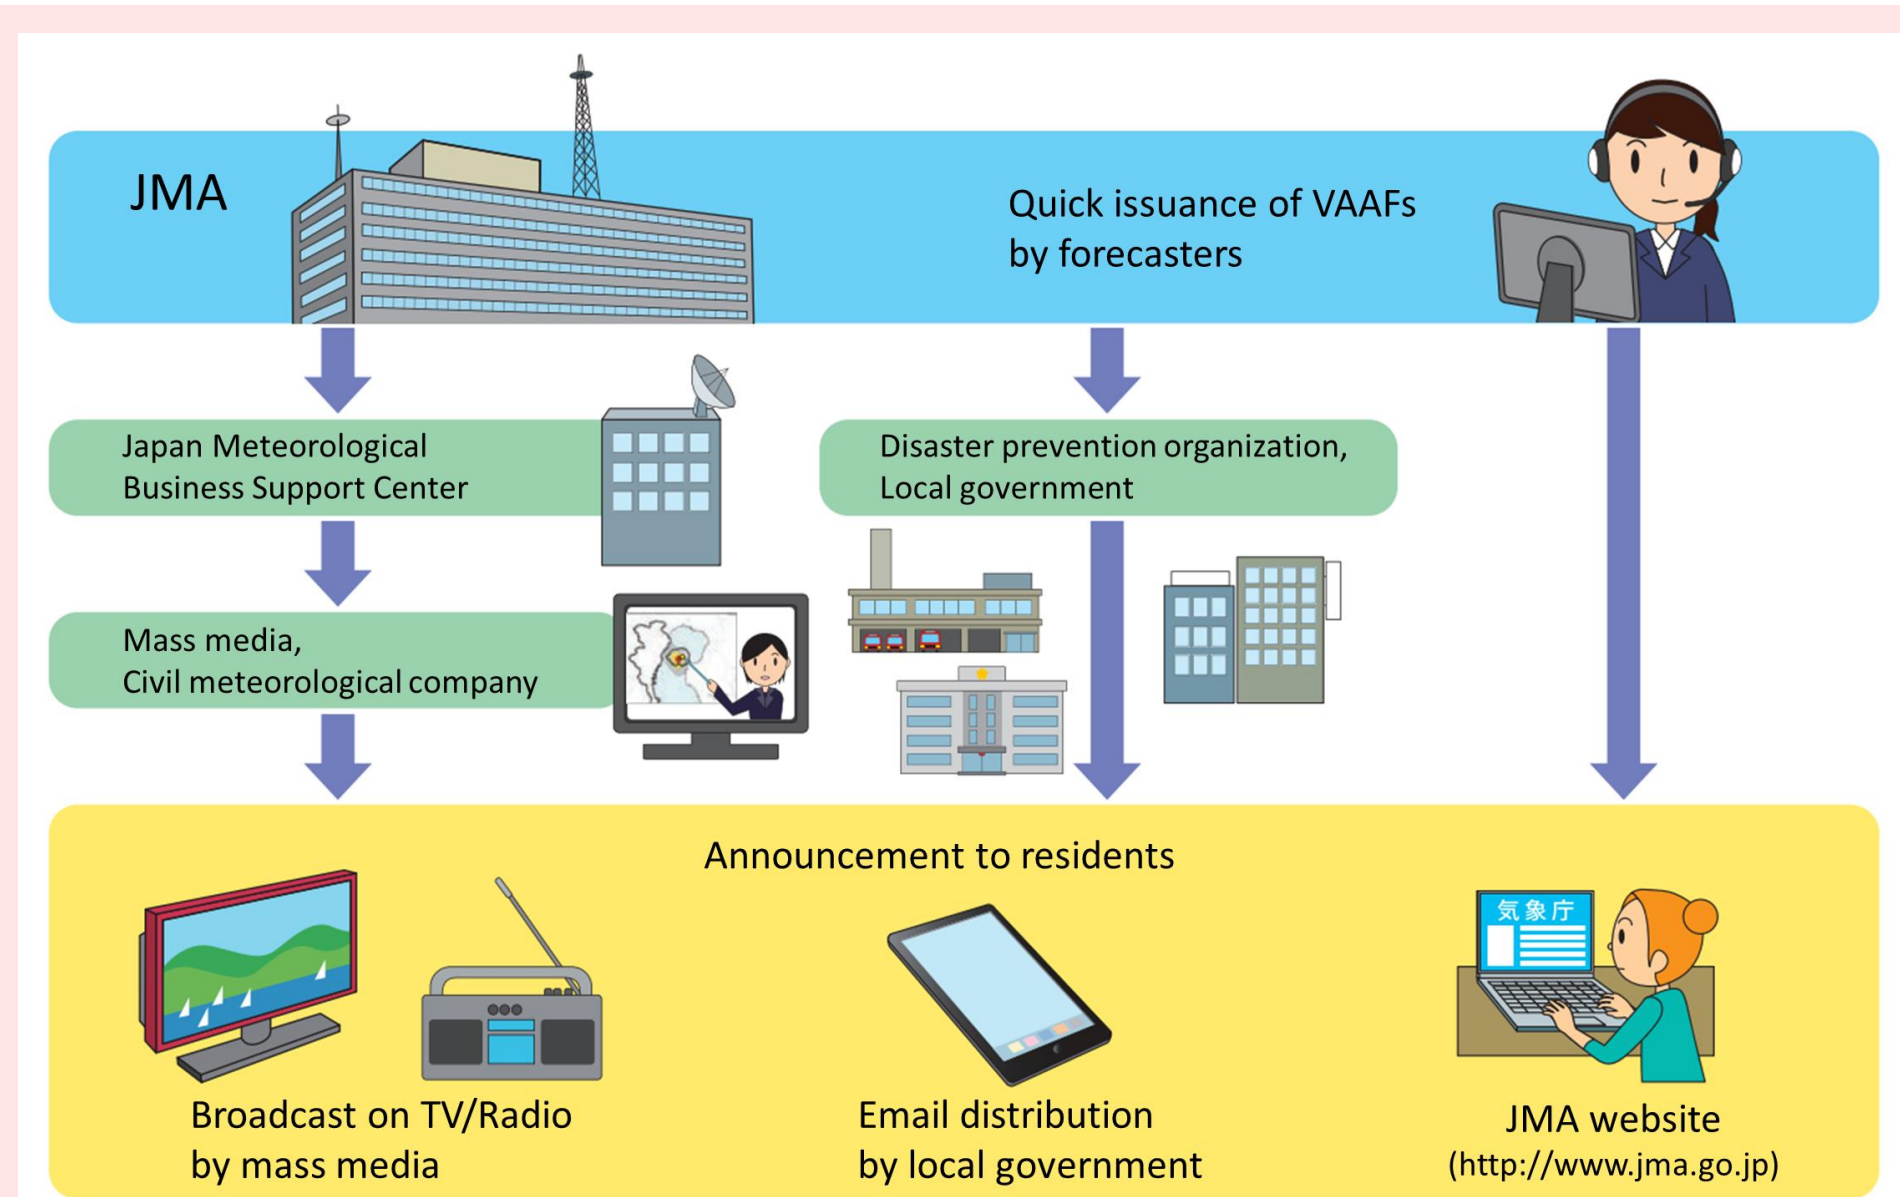 JMA
Quick issuance of VAAFs
by forecasters
Japan Meteorological
Business Support Center
Disaster prevention organization,
Local government
Mass media,
Civil meteorological company
Announcement to residents
気象庁
Broadcast on TV/Radio
by mass media
Email distribution
by local government
JMA website
(http://www.jma.go.jp)